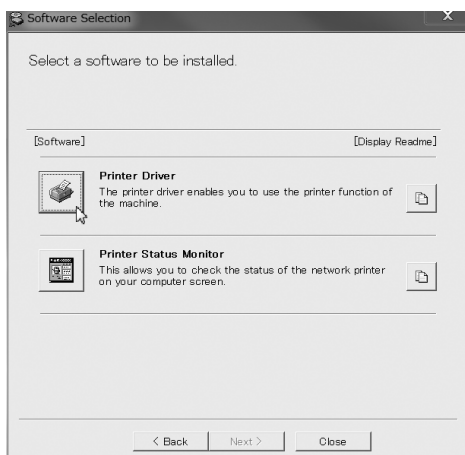 Software Selection
X
Select a software to be installed.
[Software] [Display Readme]
Printer Driver
The printer driver enables you to use the printer function of
the machine.
Printer Status Monitor
This allows you to check the status of the network printer
on your computer screen.
< Back Next > Close